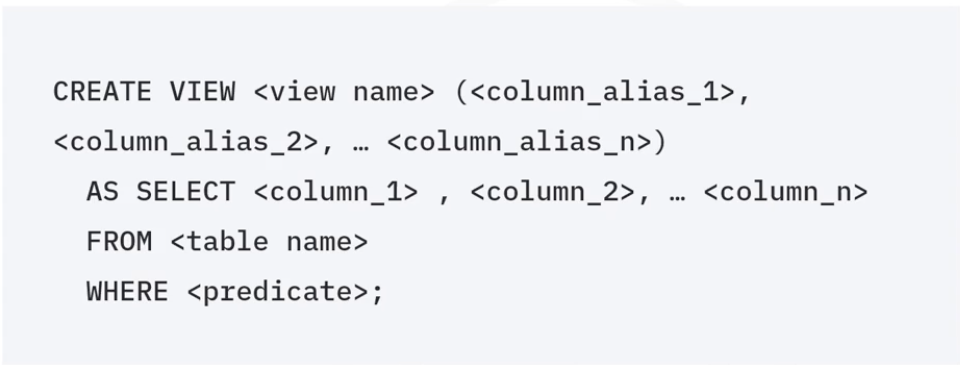 CREATE VIEW <view name> (<column_alias_1>,
<column_alias_2>, … <column_alias_n>)
AS SELECT <column_1> , <column_2>, … <column_n>
FROM <table name>
WHERE <predicate>;